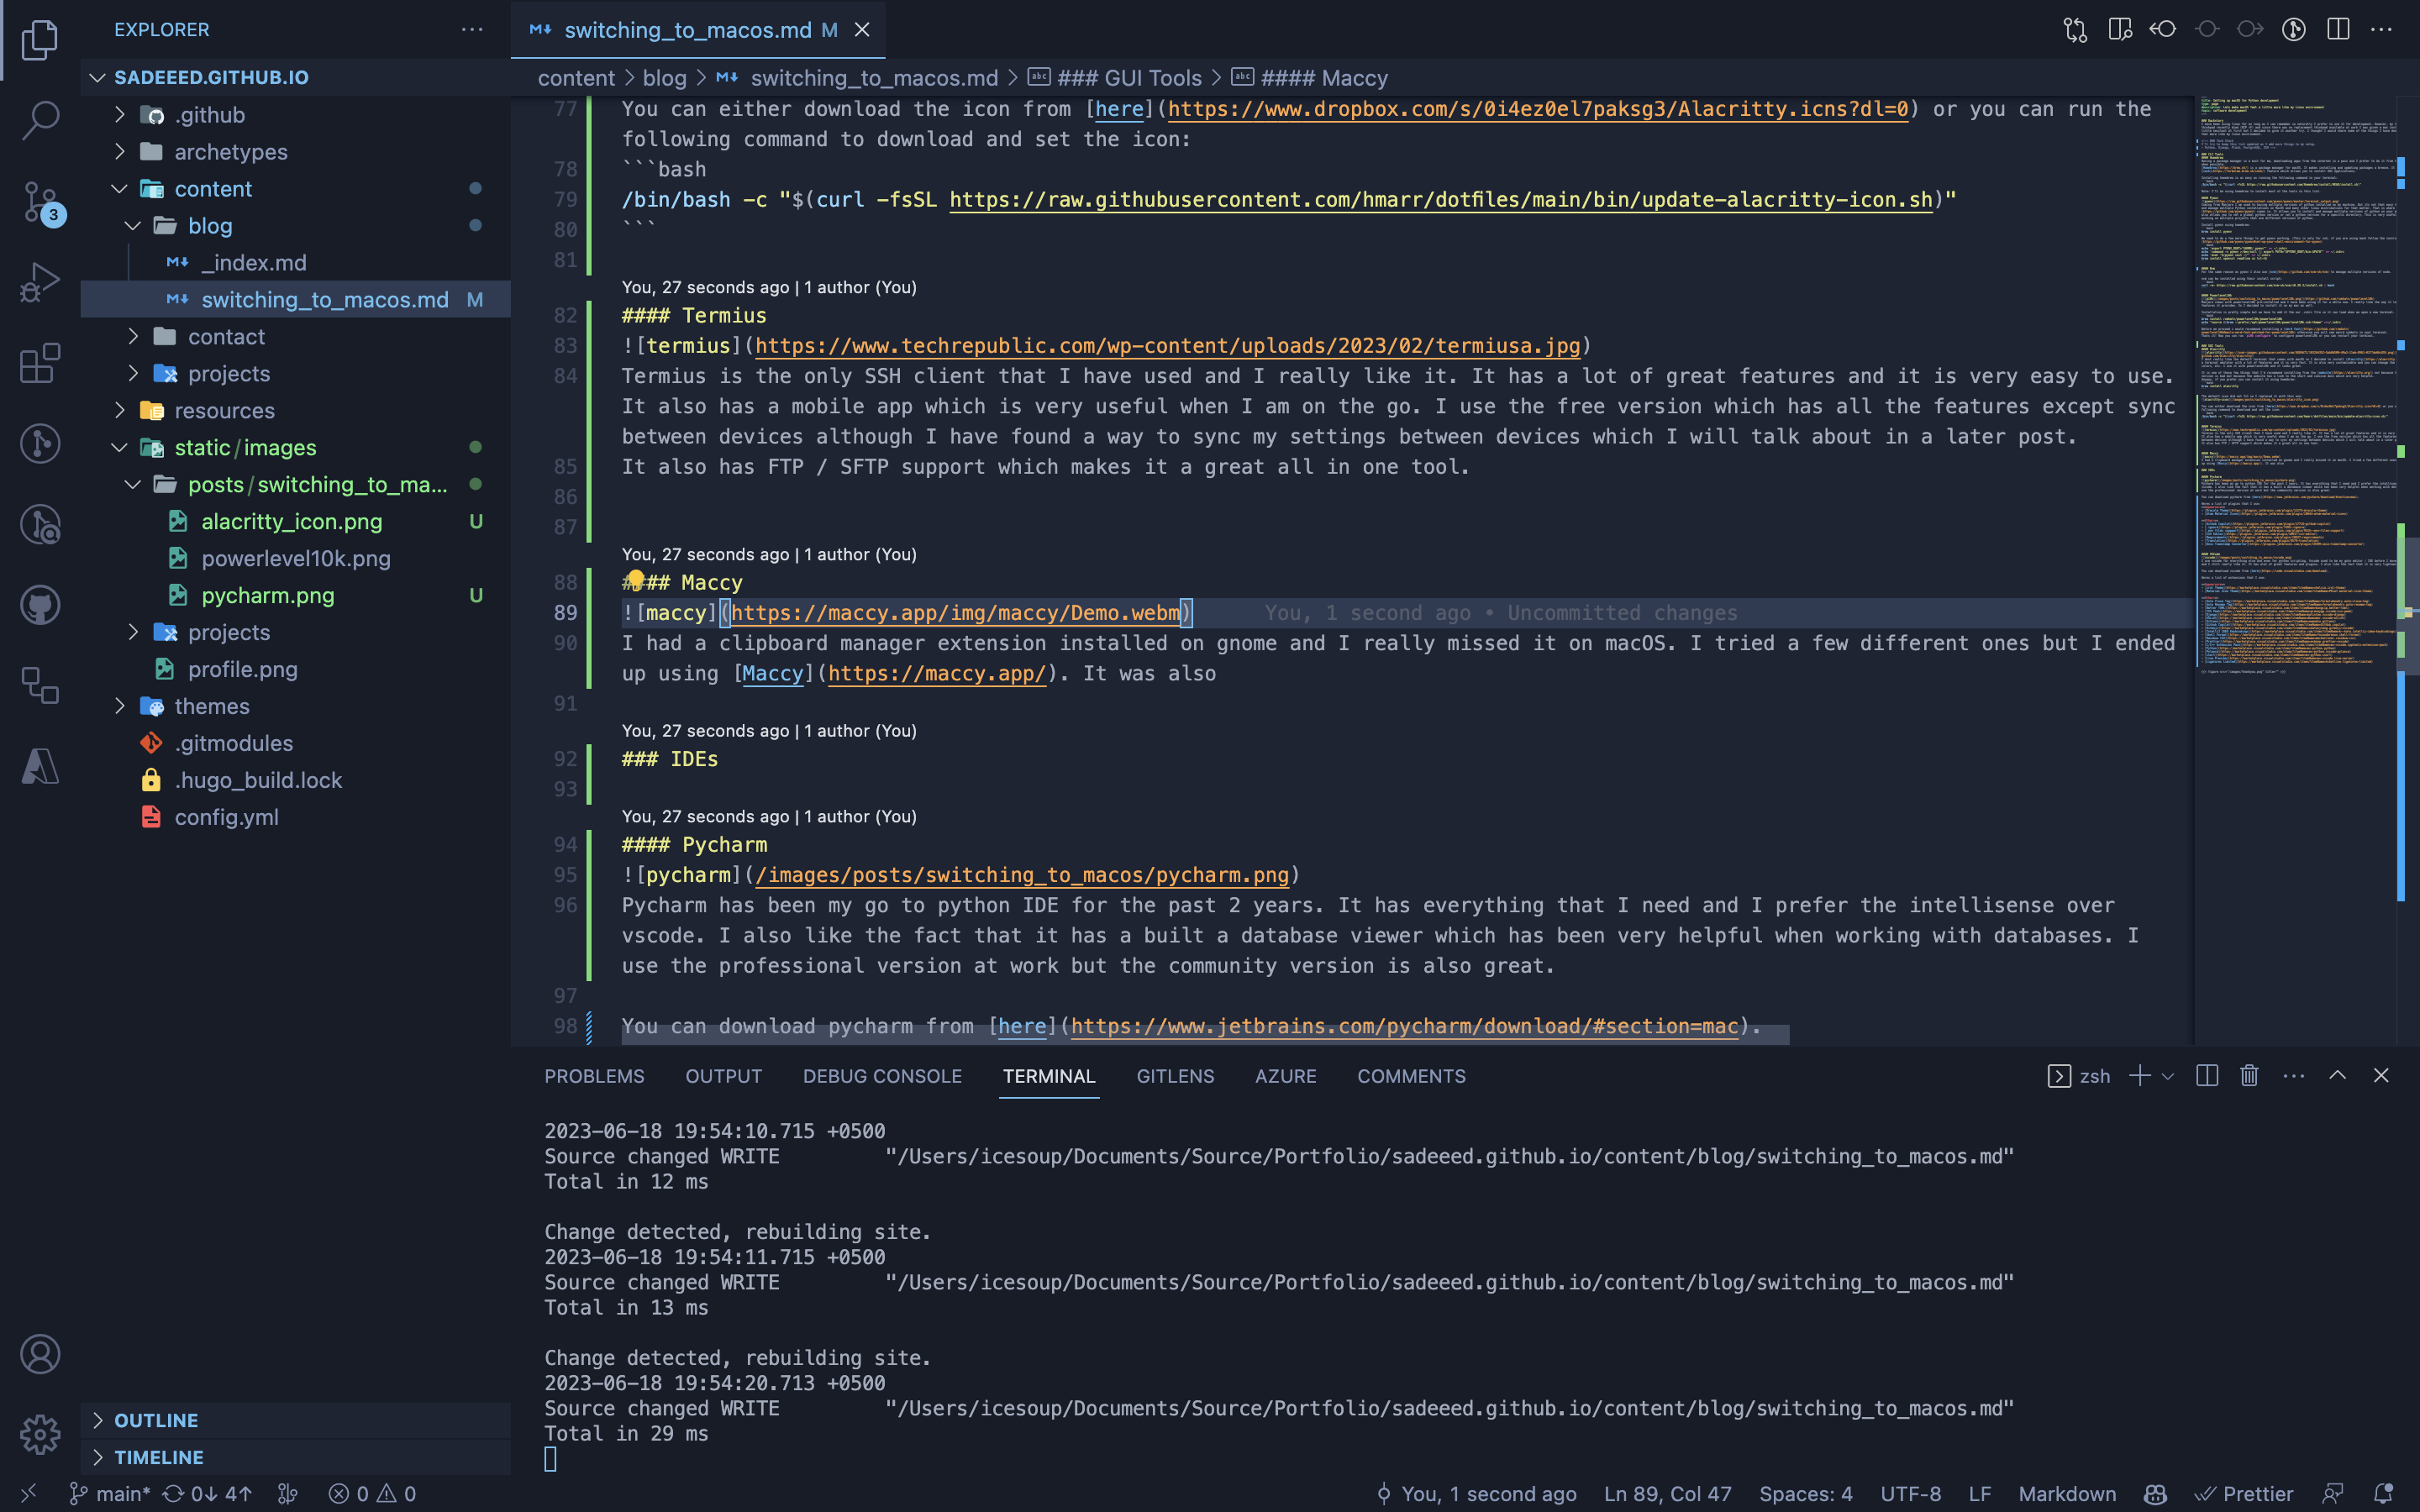 EXPLORER
SADEEED.GITHUB.IO
.github
archetypes
content
blog
_index.md
switching_to_macos.md M
contact
projects
resources
static/images
posts/switching_to_ma...
alacritty_icon.png U
powerlevel10k.png
pycharm.png U
projects
profile.png
themes
.gitmodules
.hugo_build.lock
config.yml
OUTLINE
TIMELINE
3
switching_to_macos.md M
content > blog > switching_to_macos.md > ### GUI Tools > #### Maccy
77 You can either download the icon from [here](https://www.dropbox.com/s/0i4ez0el7paksg3/Alacritty.icns?dl=0) or you can run the
following command to download and set the icon:
78 ```bash
79 /bin/bash -c "$(curl -fsSL https://raw.githubusercontent.com/hmarr/dotfiles/main/bin/update-alacritty-icon.sh)"
80 ```
81
You, 27 seconds ago | 1 author (You)
82 #### Termius
83 ![termius](https://www.techrepublic.com/wp-content/uploads/2023/02/termiusa.jpg)
84 Termius is the only SSH client that I have used and I really like it. It has a lot of great features and it is very easy to use.
It also has a mobile app which is very useful when I am on the go. I use the free version which has all the features except sync
between devices although I have found a way to sync my settings between devices which I will talk about in a later post.
85 It also has FTP / SFTP support which makes it a great all in one tool.
86
87
You, 27 seconds ago | 1 author (You)
88 #### Maccy
89 ![maccy](https://maccy.app/img/maccy/Demo.webm) You, 1 second ago • Uncommitted changes
90 I had a clipboard manager extension installed on gnome and I really missed it on macOS. I tried a few different ones but I ended
up using [Maccy](https://maccy.app/). It was also
91
You, 27 seconds ago | 1 author (You)
92 ### IDEs
93
You, 27 seconds ago | 1 author (You)
94 #### Pycharm
95 ![pycharm](/images/posts/switching_to_macos/pycharm.png)
96 Pycharm has been my go to python IDE for the past 2 years. It has everything that I need and I prefer the intellisense over
vscode. I also like the fact that it has a built a database viewer which has been very helpful when working with databases. I
use the professional version at work but the community version is also great.
97
98 You can download pycharm from [here](https://www.jetbrains.com/pycharm/download/#section=mac).
PROBLEMS OUTPUT DEBUG CONSOLE TERMINAL GITLENS AZURE COMMENTS zsh
2023-06-18 19:54:10.715 +0500
Source changed WRITE "/Users/icesoup/Documents/Source/Portfolio/sadeeed.github.io/content/blog/switching_to_macos.md"
Total in 12 ms
Change detected, rebuilding site.
2023-06-18 19:54:11.715 +0500
Source changed WRITE "/Users/icesoup/Documents/Source/Portfolio/sadeeed.github.io/content/blog/switching_to_macos.md"
Total in 13 ms
Change detected, rebuilding site.
2023-06-18 19:54:20.713 +0500
Source changed WRITE "/Users/icesoup/Documents/Source/Portfolio/sadeeed.github.io/content/blog/switching_to_macos.md"
Total in 29 ms
main* 0↓ 4↑ 0 0 You, 1 second ago Ln 89, Col 47 Spaces: 4 UTF-8 LF Markdown Prettier